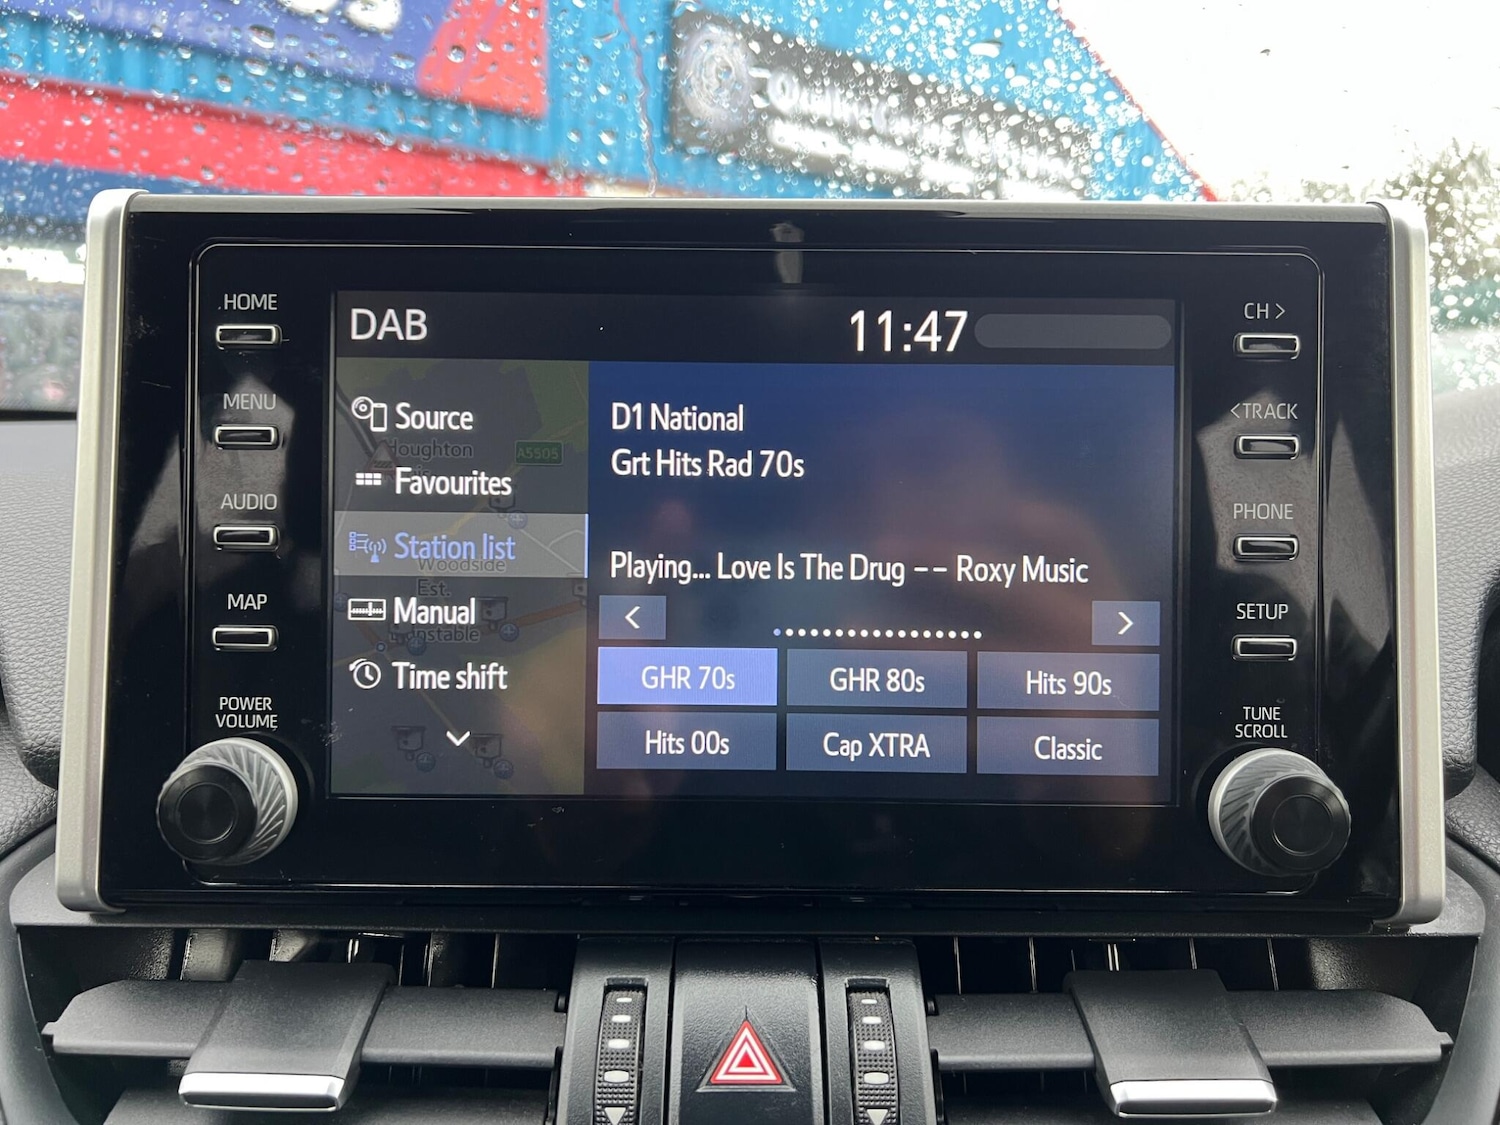 HOME
MENU
AUDIO
MAP
POWER
VOLUME
DAB
11:47
Source
Houghton
A5505
Favourites
Station list
Woodside
Est.
Manual
Time shift
D1 National
Grt Hits Rad 70s
Playing... Love Is The Drug -- Roxy Music
<
>
GHR 70s
GHR 80s
Hits 90s
Hits 00s
Cap XTRA
Classic
CH >
<TRACK
PHONE
SETUP
TUNE
SCROLL